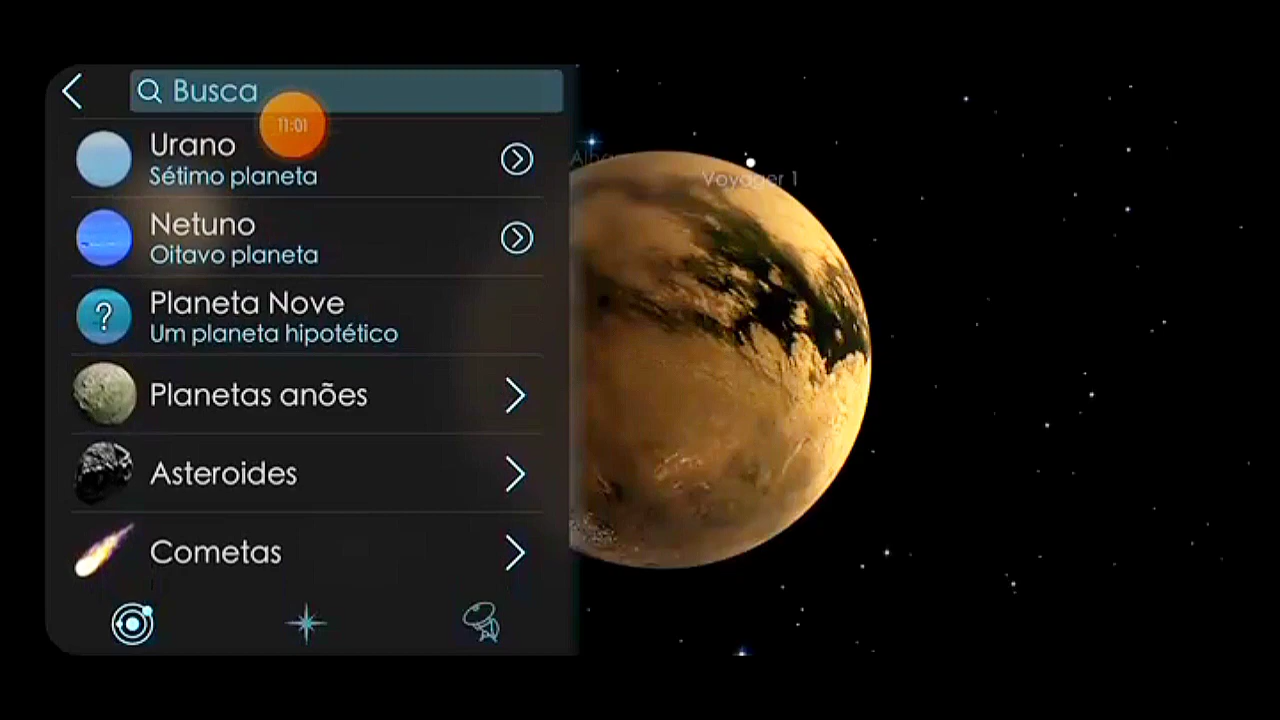 Busca
11:01
Urano
Sétimo planeta
Netuno
Oitavo planeta
Planeta Nove
?
Um planeta hipotético
Planetas anões
Asteroides
Cometas
Voyager 1